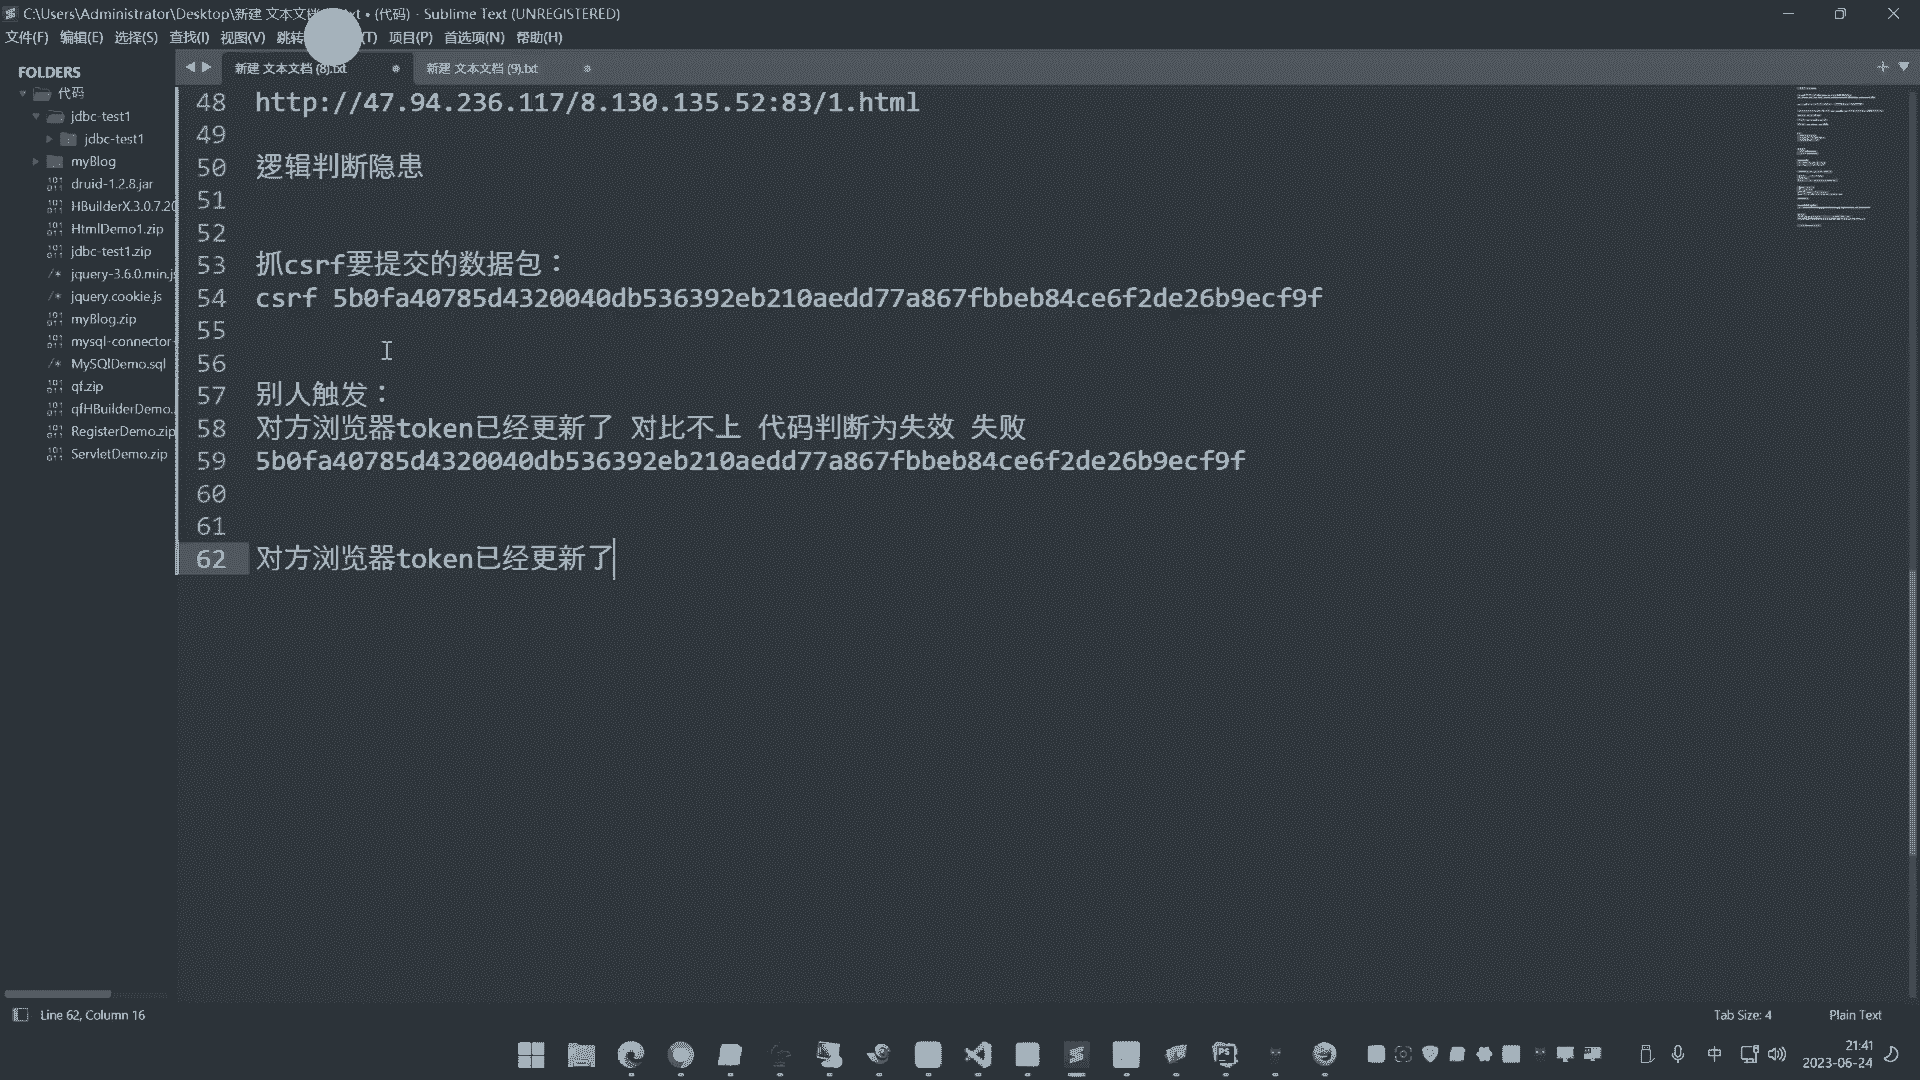 C:\Users\Administrator\Desktop\新建 文本文档 xt • (代码) - Sublime Text (UNREGISTERED)
文件(F) 编辑(E) 选择(S) 查找(I) 视图(V) 跳转 (T) 项目(P) 首选项(N) 帮助(H)
FOLDERS
代码
jdbc-test1
jdbc-test1
myBlog
druid-1.2.8.jar
HBuilderX.3.0.7.20
HtmlDemo1.zip
jdbc-test1.zip
jquery-3.6.0.min.js
jquery.cookie.js
myBlog.zip
mysql-connector-
MySQlDemo.sql
qf.zip
qfHBuilderDemo.
RegisterDemo.zip
ServletDemo.zip
新建 文本文档 (8).txt
新建 文本文档 (9).txt
48 http://47.94.236.117/8.130.135.52:83/1.html
49
50 逻辑判断隐患
51
52
53 抓csrf要提交的数据包：
54 csrf 5b0fa40785d4320040db536392eb210aedd77a867fbbeb84ce6f2de26b9ecf9f
55
56
57 别人触发：
58 对方浏览器token已经更新了 对比不上 代码判断为失效 失败
59 5b0fa40785d4320040db536392eb210aedd77a867fbbeb84ce6f2de26b9ecf9f
60
61
62 对方浏览器token已经更新了
Line 62, Column 16
Tab Size: 4
Plain Text
PS
中
21:41
2023-06-24